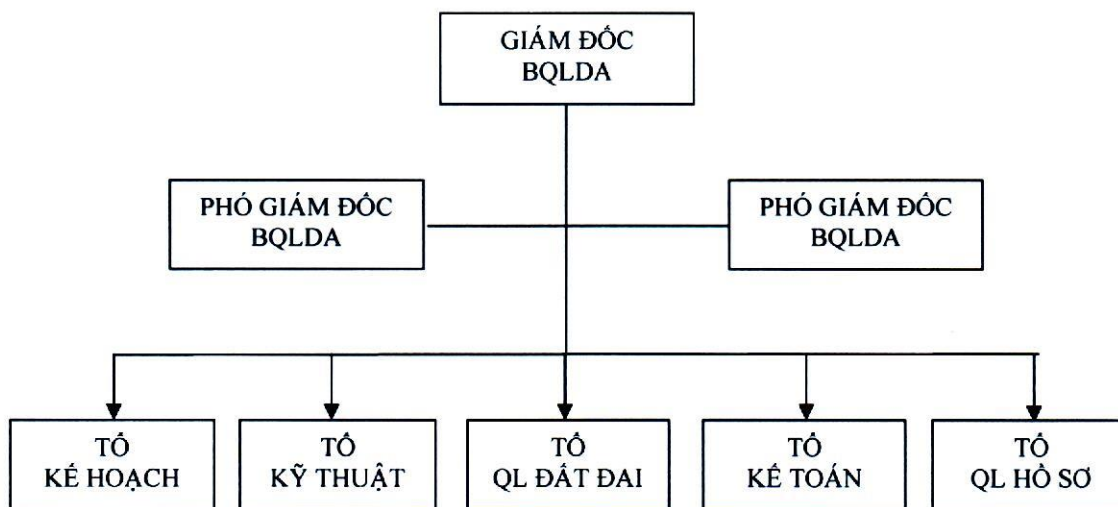 GIÁM ĐỐC
BQLDA
PHÓ GIÁM ĐỐC
BQLDA
PHÓ GIÁM ĐỐC
BQLDA
TỔ
KẾ HOẠCH
TỔ
KỸ THUẬT
TỔ
QL ĐẤT ĐAI
TỔ
KẾ TOÁN
TỔ
QL HỒ SƠ